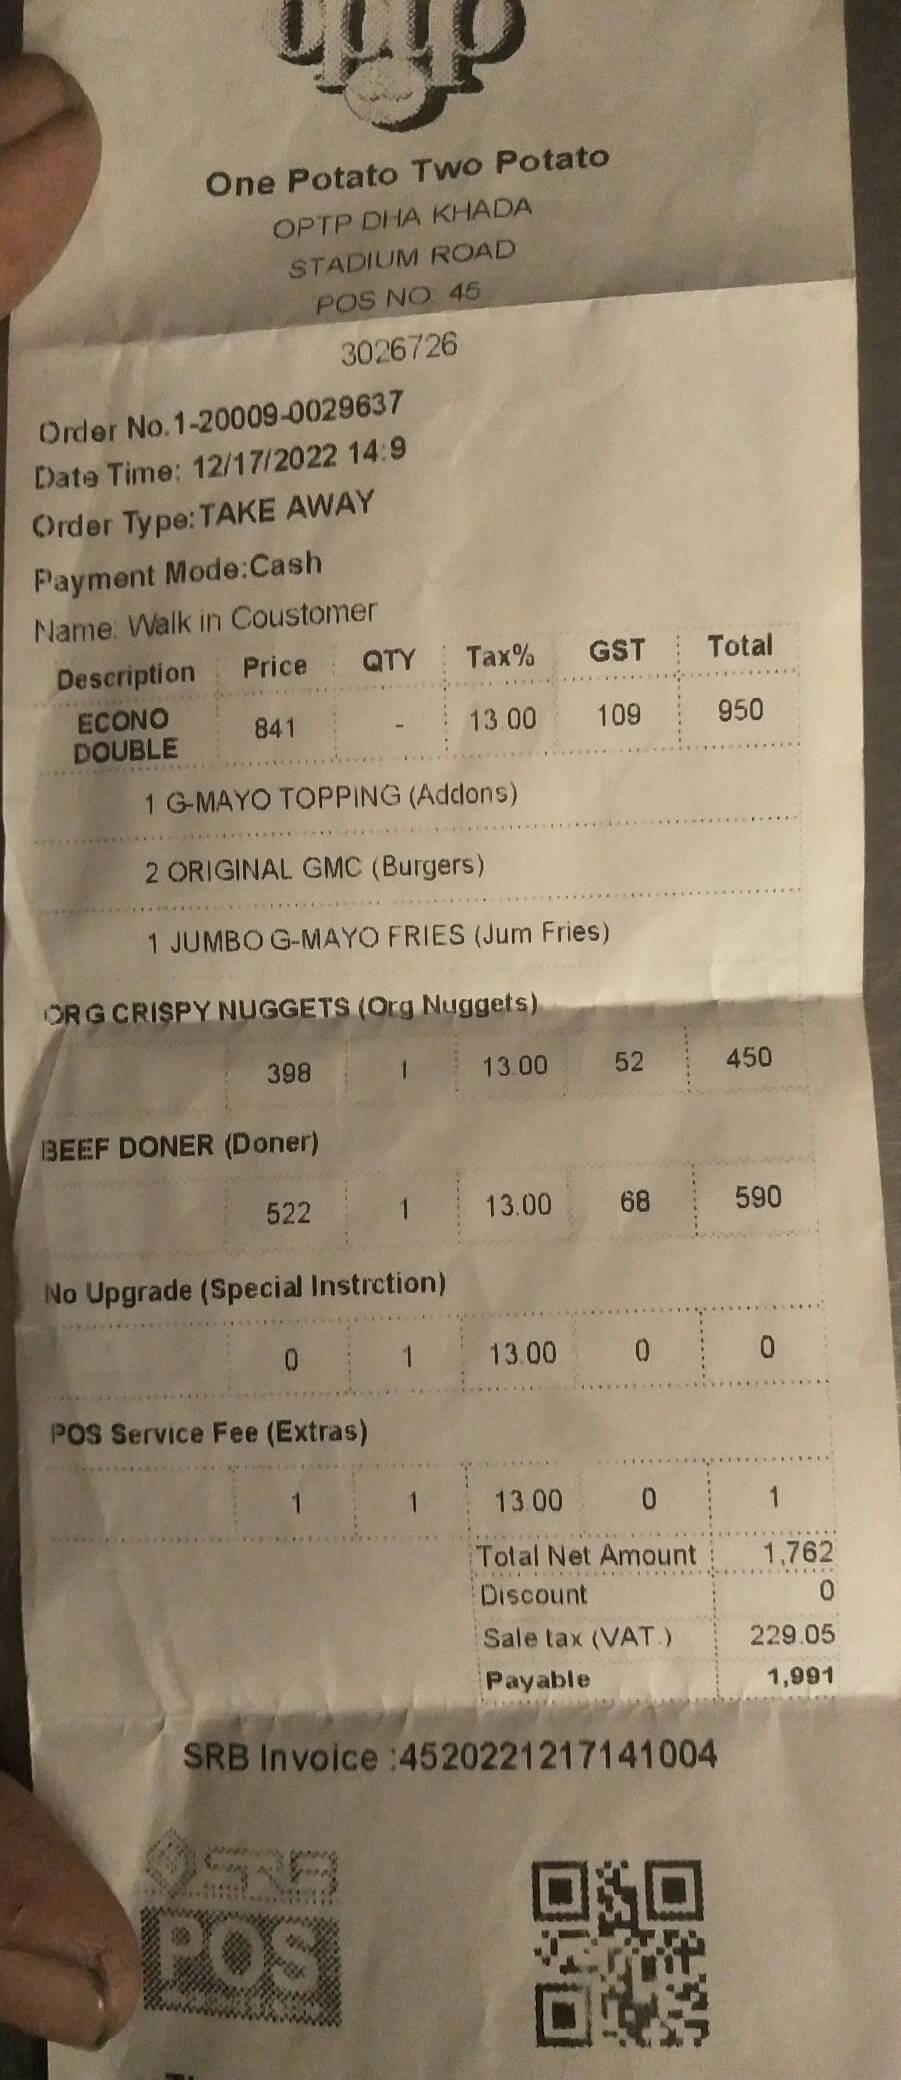 optp
One Potato Two Potato
OPTP DHA KHADA
STADIUM ROAD
POS NO: 45
3026726
Order No.1-20009-0029637
Date Time: 12/17/2022 14:9
Order Type:TAKE AWAY
Payment Mode:Cash
Name: Walk in Coustomer
Description Price QTY Tax% GST Total
ECONO
DOUBLE 841 - 13.00 109 950
1 G-MAYO TOPPING (Addons)
2 ORIGINAL GMC (Burgers)
1 JUMBO G-MAYO FRIES (Jum Fries)
ORG CRISPY NUGGETS (Org Nuggets)
398 1 13.00 52 450
BEEF DONER (Doner)
522 1 13.00 68 590
No Upgrade (Special Instrction)
0 1 13.00 0 0
POS Service Fee (Extras)
1 1 13.00 0 1
Total Net Amount 1,762
Discount 0
Sale tax (VAT.) 229.05
Payable 1,991
SRB Invoice :4520221217141004
SRB
POS